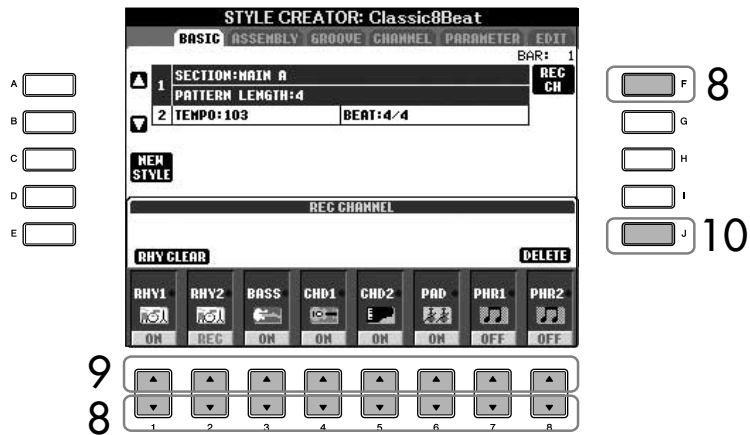 STYLE CREATOR: Classic8Beat
BASIC ASSEMBLY GROOVE CHANNEL PARAMETER EDIT
BAR: 1
1 SECTION:MAIN A
PATTERN LENGTH:4
REC CH
2 TEMPO:103 BEAT:4/4
NEW STYLE
REC CHANNEL
RHY CLEAR DELETE
RHY1 RHY2 BASS CHD1 CHD2 PAD PHR1 PHR2
ON REC ON ON ON ON OFF OFF
A
B
C
D
E
F 8
G
H
I
J 10
9
8
1 2 3 4 5 6 7 8